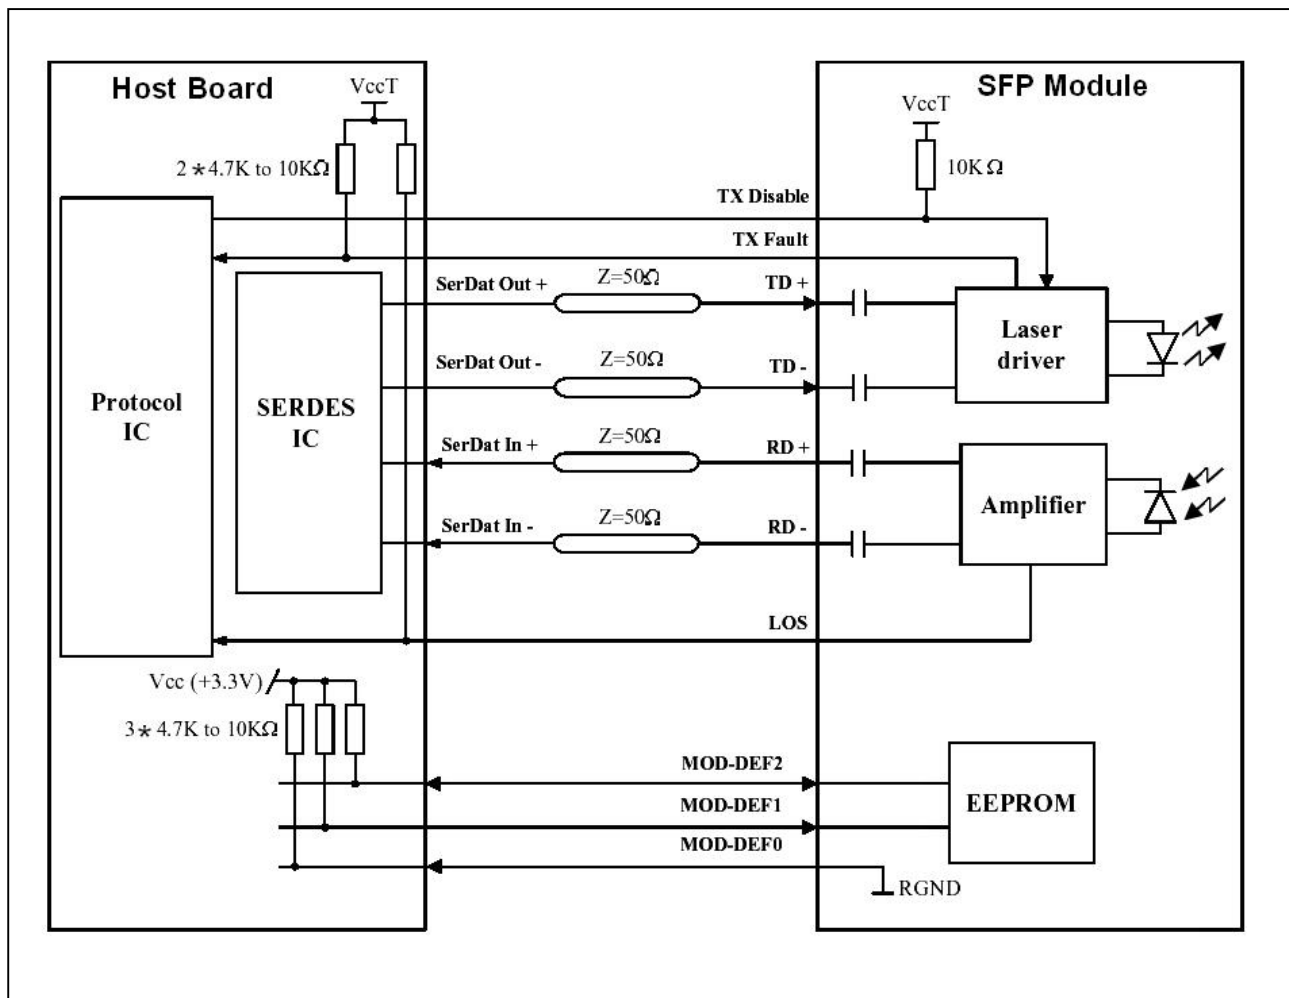 Host Board
SFP Module
VccT
VccT
2*4.7K to 10KΩ
10KΩ
TX Disable
TX Fault
SerDat Out +
Z=50Ω
TD +
Laser
driver
SerDat Out -
Z=50Ω
TD -
Protocol
IC
SERDES
IC
SerDat In +
Z=50Ω
RD +
Amplifier
SerDat In -
Z=50Ω
RD -
LOS
Vcc (+3.3V)
3*4.7K to 10KΩ
MOD-DEF2
MOD-DEF1
EEPROM
MOD-DEF0
RGND